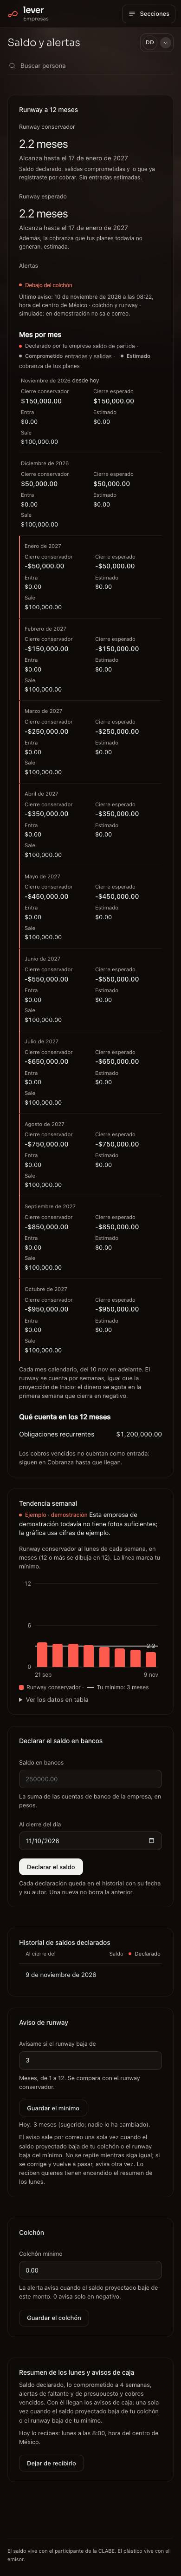 lever
Empresas
Secciones
Saldo y alertas
DD
Buscar persona
Runway a 12 meses
Runway conservador
2.2 meses
Alcanza hasta el 17 de enero de 2027
Saldo declarado, salidas comprometidas y lo que ya registraste por cobrar. Sin entradas estimadas.
Runway esperado
2.2 meses
Alcanza hasta el 17 de enero de 2027
Además, la cobranza que tus planes todavía no generan, estimada.
Alertas
Debajo del colchón
Último aviso: 10 de noviembre de 2026 a las 08:22, hora del centro de México · colchón y runway · simulado: en demostración no sale correo.
Mes por mes
Declarado por tu empresa saldo de partida ·
Comprometido entradas y salidas · Estimado
cobranza de tus planes
Noviembre de 2026 desde hoy
Cierre conservador Cierre esperado
$150,000.00 $150,000.00
Entra Estimado
$0.00 $0.00
Sale
$100,000.00
Diciembre de 2026
Cierre conservador Cierre esperado
$50,000.00 $50,000.00
Entra Estimado
$0.00 $0.00
Sale
$100,000.00
Enero de 2027
Cierre conservador Cierre esperado
-$50,000.00 -$50,000.00
Entra Estimado
$0.00 $0.00
Sale
$100,000.00
Febrero de 2027
Cierre conservador Cierre esperado
-$150,000.00 -$150,000.00
Entra Estimado
$0.00 $0.00
Sale
$100,000.00
Marzo de 2027
Cierre conservador Cierre esperado
-$250,000.00 -$250,000.00
Entra Estimado
$0.00 $0.00
Sale
$100,000.00
Abril de 2027
Cierre conservador Cierre esperado
-$350,000.00 -$350,000.00
Entra Estimado
$0.00 $0.00
Sale
$100,000.00
Mayo de 2027
Cierre conservador Cierre esperado
-$450,000.00 -$450,000.00
Entra Estimado
$0.00 $0.00
Sale
$100,000.00
Junio de 2027
Cierre conservador Cierre esperado
-$550,000.00 -$550,000.00
Entra Estimado
$0.00 $0.00
Sale
$100,000.00
Julio de 2027
Cierre conservador Cierre esperado
-$650,000.00 -$650,000.00
Entra Estimado
$0.00 $0.00
Sale
$100,000.00
Agosto de 2027
Cierre conservador Cierre esperado
-$750,000.00 -$750,000.00
Entra Estimado
$0.00 $0.00
Sale
$100,000.00
Septiembre de 2027
Cierre conservador Cierre esperado
-$850,000.00 -$850,000.00
Entra Estimado
$0.00 $0.00
Sale
$100,000.00
Octubre de 2027
Cierre conservador Cierre esperado
-$950,000.00 -$950,000.00
Entra Estimado
$0.00 $0.00
Sale
$100,000.00
Cada mes calendario, del 10 nov en adelante. El runway se cuenta por semanas, igual que la proyección de Inicio: el dinero se agota en la primera semana que cierra en negativo.
Qué cuenta en los 12 meses
Obligaciones recurrentes $1,200,000.00
Los cobros vencidos no cuentan como entrada: siguen en Cobranza hasta que llegan.
Tendencia semanal
Ejemplo · demostración Esta empresa de demostración todavía no tiene fotos suficientes; la gráfica usa cifras de ejemplo.
Runway conservador al lunes de cada semana, en meses (12 o más se dibuja en 12). La línea marca tu mínimo.
12
6
0
2.2
21 sep 9 nov
Runway conservador · Tu mínimo: 3 meses
Ver los datos en tabla
Declarar el saldo en bancos
Saldo en bancos
250000.00
La suma de las cuentas de banco de la empresa, en pesos.
Al cierre del día
11/10/2026
Declarar el saldo
Cada declaración queda en el historial con su fecha y su autor. Una nueva no borra la anterior.
Historial de saldos declarados
Al cierre del Saldo Declarado
9 de noviembre de 2026
Aviso de runway
Avísame si el runway baja de
3
Meses, de 1 a 12. Se compara con el runway conservador.
Guardar el mínimo
Hoy: 3 meses (sugerido; nadie lo ha cambiado).
El aviso sale por correo una sola vez cuando el saldo proyectado baja de tu colchón o el runway baja del mínimo. No se repite mientras siga igual; si se corrige y vuelve a pasar, avisa otra vez. Lo reciben quienes tienen encendido el resumen de los lunes.
Colchón
Colchón mínimo
0.00
La alerta avisa cuando el saldo proyectado baje de este monto. 0 avisa solo en negativo.
Guardar el colchón
Resumen de los lunes y avisos de caja
Saldo declarado, lo comprometido a 4 semanas, alertas de faltante y de presupuesto y cobros vencidos. Con él llegan los avisos de caja: una sola vez cuando el saldo proyectado baja de tu colchón o el runway baja de tu mínimo.
Hoy lo recibes: lunes a las 8:00, hora del centro de México.
Dejar de recibirlo
El saldo vive con el participante de la CLABE. El plástico vive con el emisor.